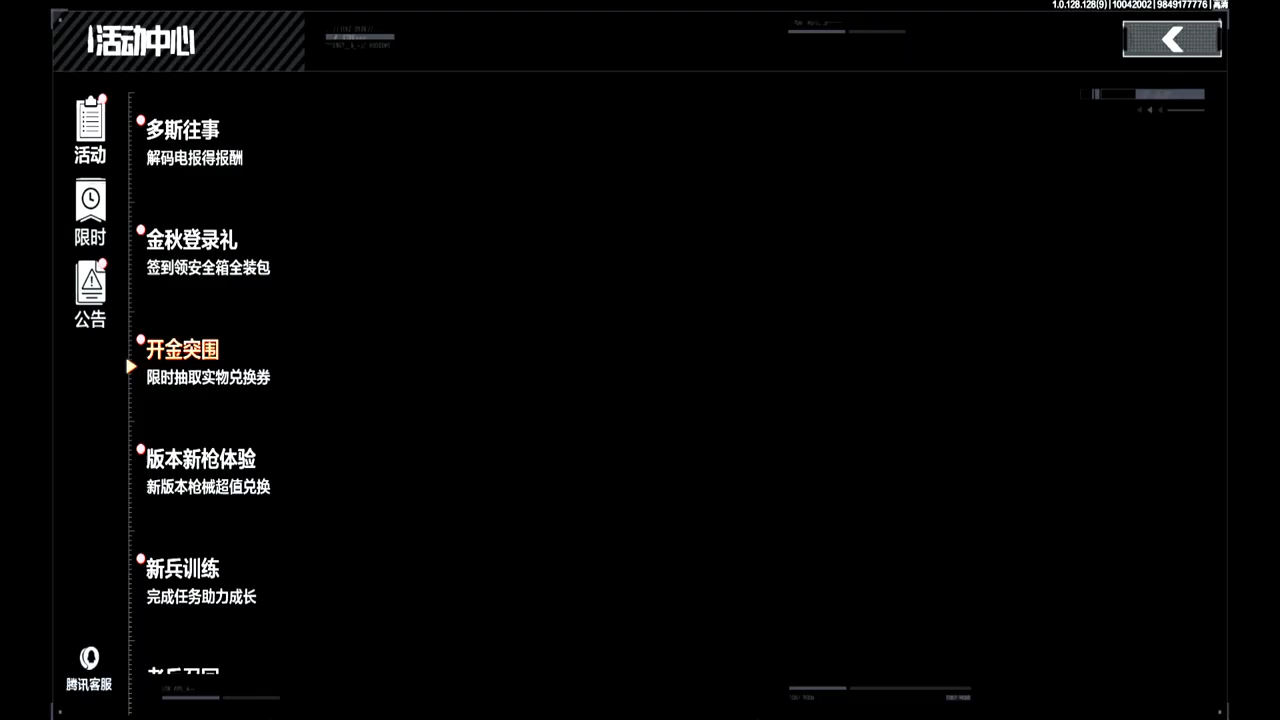 1.0.128.128(9) | 10042002 | 9849177776 | 高清
活动中心
活动
限时
公告
多斯往事
解码电报得报酬
金秋登录礼
签到领安全箱全装包
开金突围
限时抽取实物兑换券
版本新枪体验
新版本枪械超值兑换
新兵训练
完成任务助力成长
腾讯客服